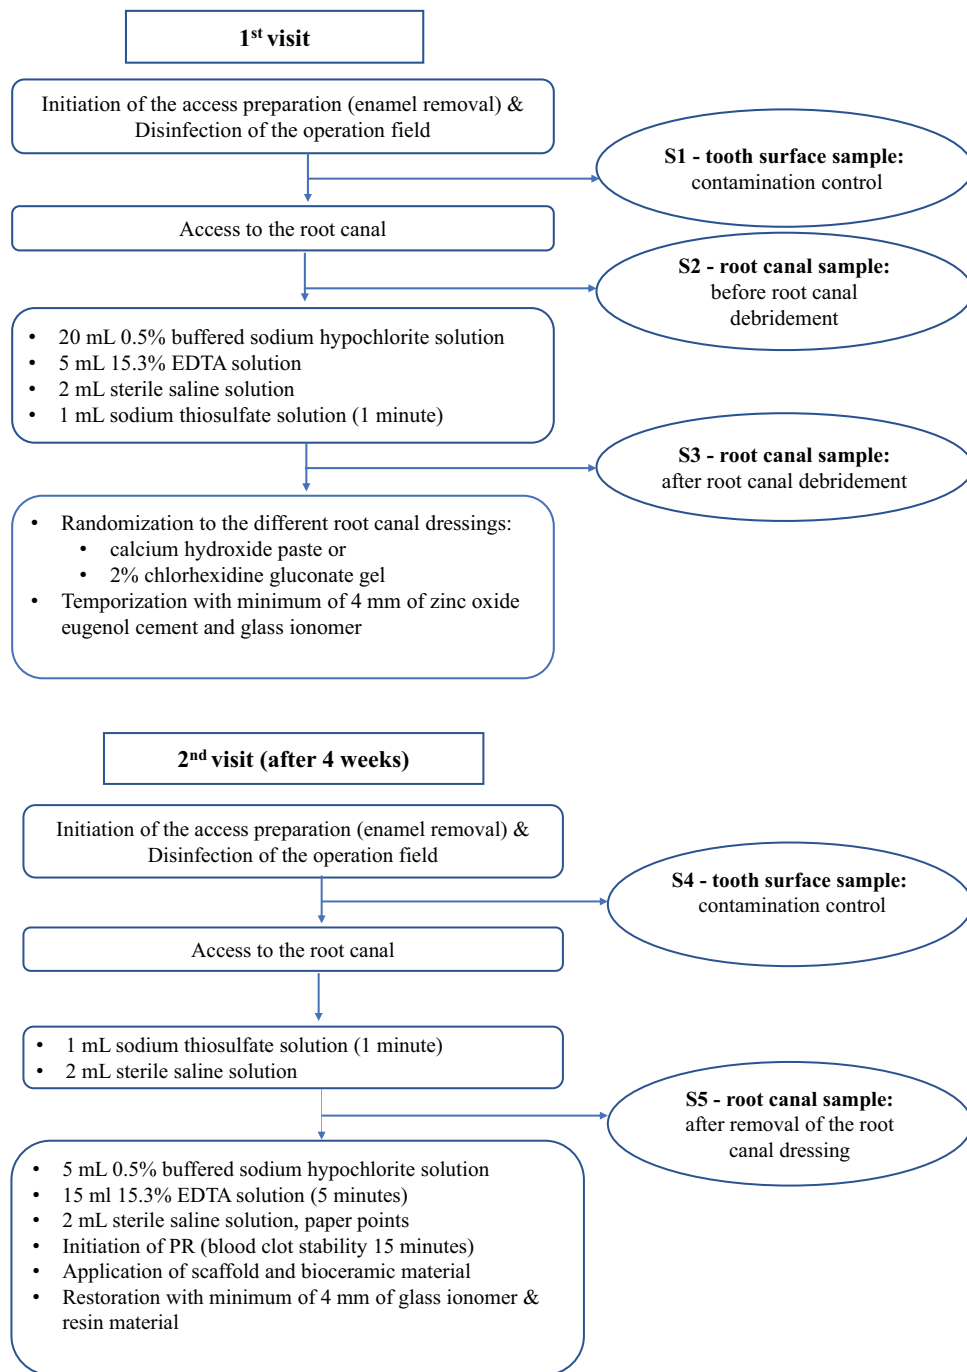 1st visit
Initiation of the access preparation (enamel removal) &
Disinfection of the operation field
S1 - tooth surface sample:
contamination control
Access to the root canal
S2 - root canal sample:
before root canal
debridement
• 20 mL 0.5% buffered sodium hypochlorite solution
• 5 mL 15.3% EDTA solution
• 2 mL sterile saline solution
• 1 mL sodium thiosulfate solution (1 minute)
S3 - root canal sample:
after root canal debridement
• Randomization to the different root canal dressings:
• calcium hydroxide paste or
• 2% chlorhexidine gluconate gel
• Temporization with minimum of 4 mm of zinc oxide
eugenol cement and glass ionomer
2nd visit (after 4 weeks)
Initiation of the access preparation (enamel removal) &
Disinfection of the operation field
S4 - tooth surface sample:
contamination control
Access to the root canal
• 1 mL sodium thiosulfate solution (1 minute)
• 2 mL sterile saline solution
S5 - root canal sample:
after removal of the root
canal dressing
• 5 mL 0.5% buffered sodium hypochlorite solution
• 15 ml 15.3% EDTA solution (5 minutes)
• 2 mL sterile saline solution, paper points
• Initiation of PR (blood clot stability 15 minutes)
• Application of scaffold and bioceramic material
• Restoration with minimum of 4 mm of glass ionomer &
resin material